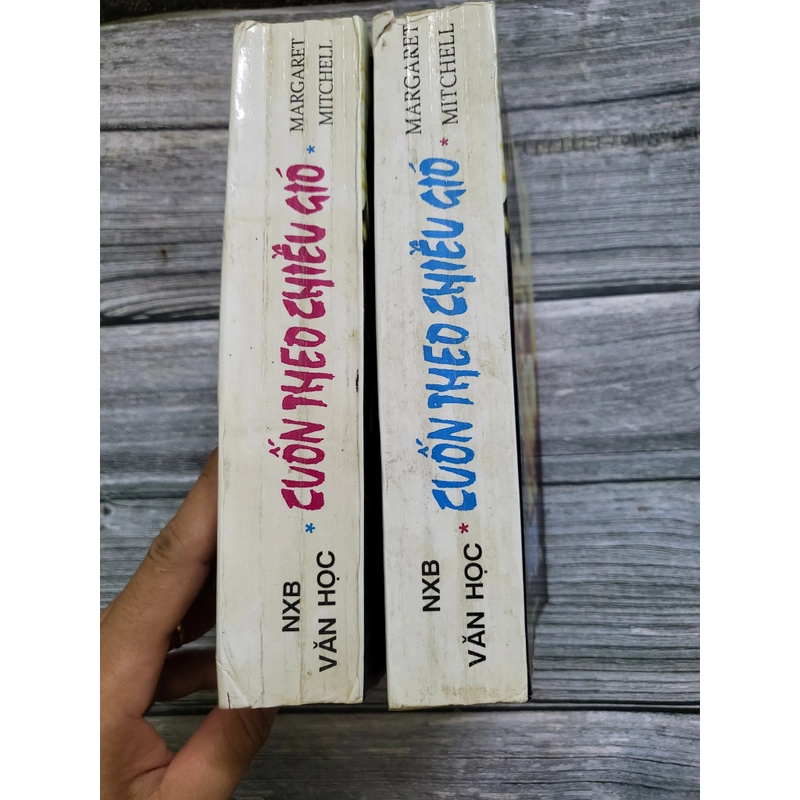 NXB
VĂN HỌC
* CUỐN THEO CHIỀU GIÓ *
MARGARET
MITCHELL
NXB
VĂN HỌC
* CUỐN THEO CHIỀU GIÓ *
MARGARET
MITCHELL